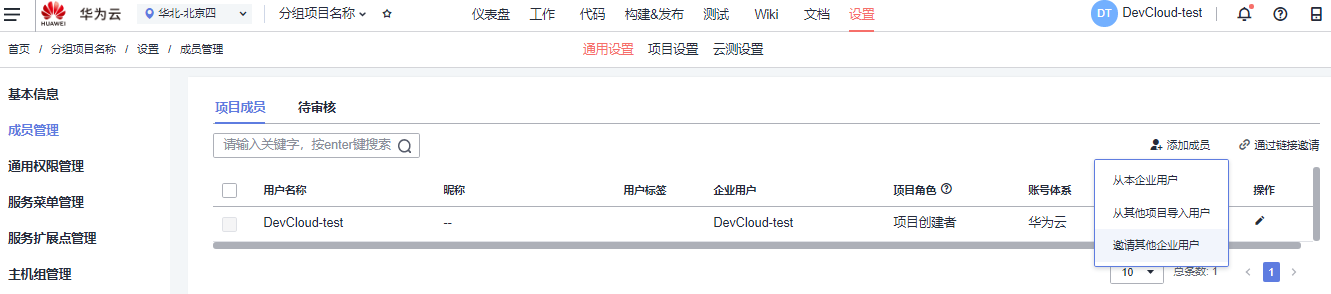 HUAWEI 华为云 华北-北京四 分组项目名称 仪表盘 工作 代码 构建&发布 测试 Wiki 文档 设置 DT DevCloud-test
首页 / 分组项目名称 / 设置 / 成员管理 通用设置 项目设置 云测设置
基本信息
成员管理
通用权限管理
服务菜单管理
服务扩展点管理
主机组管理
项目成员 待审核
请输入关键字，按enter键搜索 添加成员 通过链接邀请
从本企业用户
从其他项目导入用户
邀请其他企业用户
用户名称 昵称 用户标签 企业用户 项目角色 账号体系 操作
DevCloud-test -- DevCloud-test 项目创建者 华为云
10 总条数: 1 < 1 >